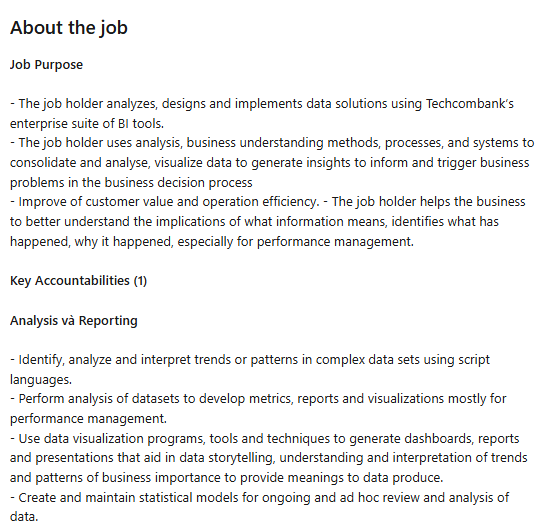 About the job
Job Purpose
- The job holder analyzes, designs and implements data solutions using Techcombank's
enterprise suite of BI tools.
- The job holder uses analysis, business understanding methods, processes, and systems to
consolidate and analyse, visualize data to generate insights to inform and trigger business
problems in the business decision process
- Improve of customer value and operation efficiency. - The job holder helps the business
to better understand the implications of what information means, identifies what has
happened, why it happened, especially for performance management.
Key Accountabilities (1)
Analysis và Reporting
- Identify, analyze and interpret trends or patterns in complex data sets using script
languages.
- Perform analysis of datasets to develop metrics, reports and visualizations mostly for
performance management.
- Use data visualization programs, tools and techniques to generate dashboards, reports
and presentations that aid in data storytelling, understanding and interpretation of trends
and patterns of business importance to provide meanings to data produce.
- Create and maintain statistical models for ongoing and ad hoc review and analysis of
data.